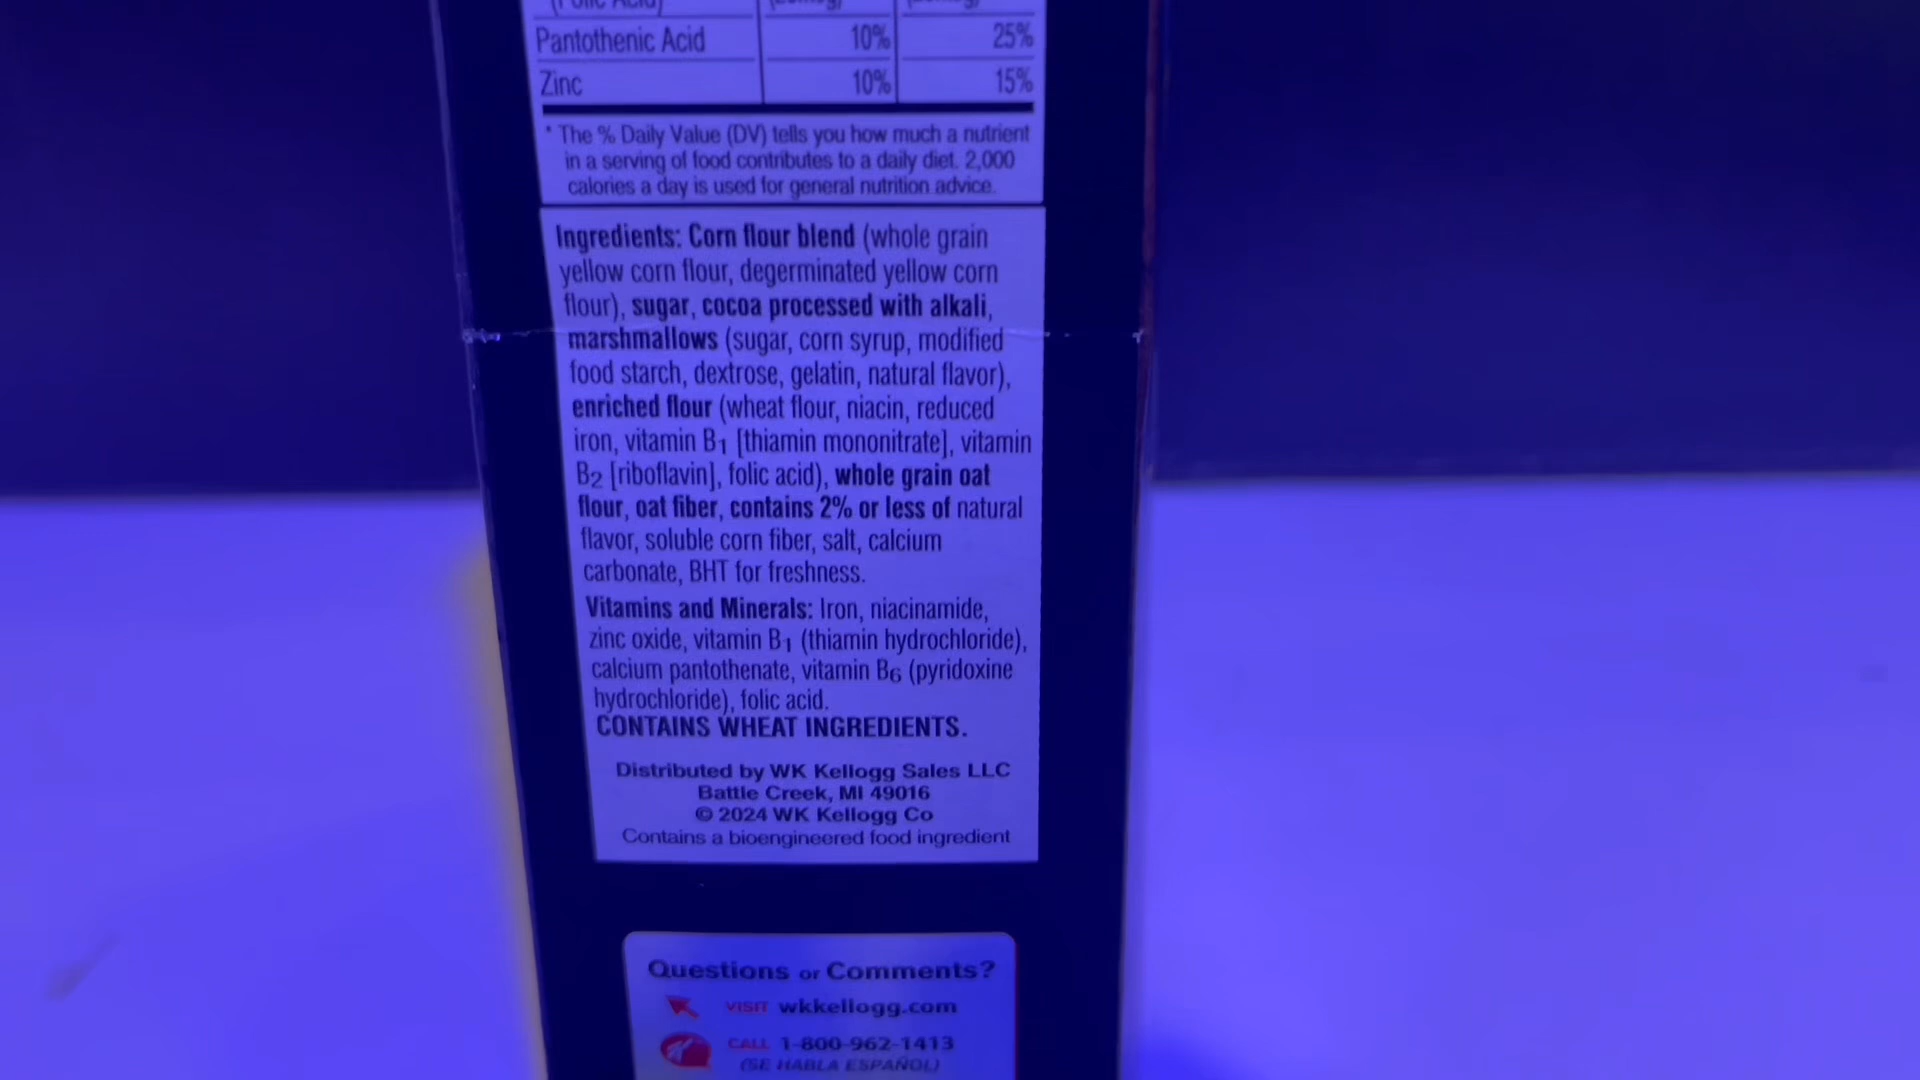 (Folic Acid)
Pantothenic Acid 10% 25%
Zinc 10% 15%
* The % Daily Value (DV) tells you how much a nutrient
in a serving of food contributes to a daily diet. 2,000
calories a day is used for general nutrition advice.
Ingredients: Corn flour blend (whole grain
yellow corn flour, degerminated yellow corn
flour), sugar, cocoa processed with alkali,
marshmallows (sugar, corn syrup, modified
food starch, dextrose, gelatin, natural flavor),
enriched flour (wheat flour, niacin, reduced
iron, vitamin B1 [thiamin mononitrate], vitamin
B2 [riboflavin], folic acid), whole grain oat
flour, oat fiber, contains 2% or less of natural
flavor, soluble corn fiber, salt, calcium
carbonate, BHT for freshness.
Vitamins and Minerals: Iron, niacinamide,
zinc oxide, vitamin B1 (thiamin hydrochloride),
calcium pantothenate, vitamin B6 (pyridoxine
hydrochloride), folic acid.
CONTAINS WHEAT INGREDIENTS.
Distributed by WK Kellogg Sales LLC
Battle Creek, MI 49016
© 2024 WK Kellogg Co
Contains a bioengineered food ingredient
Questions or Comments?
VISIT wkkellogg.com
CALL 1-800-962-1413
(SE HABLA ESPAÑOL)